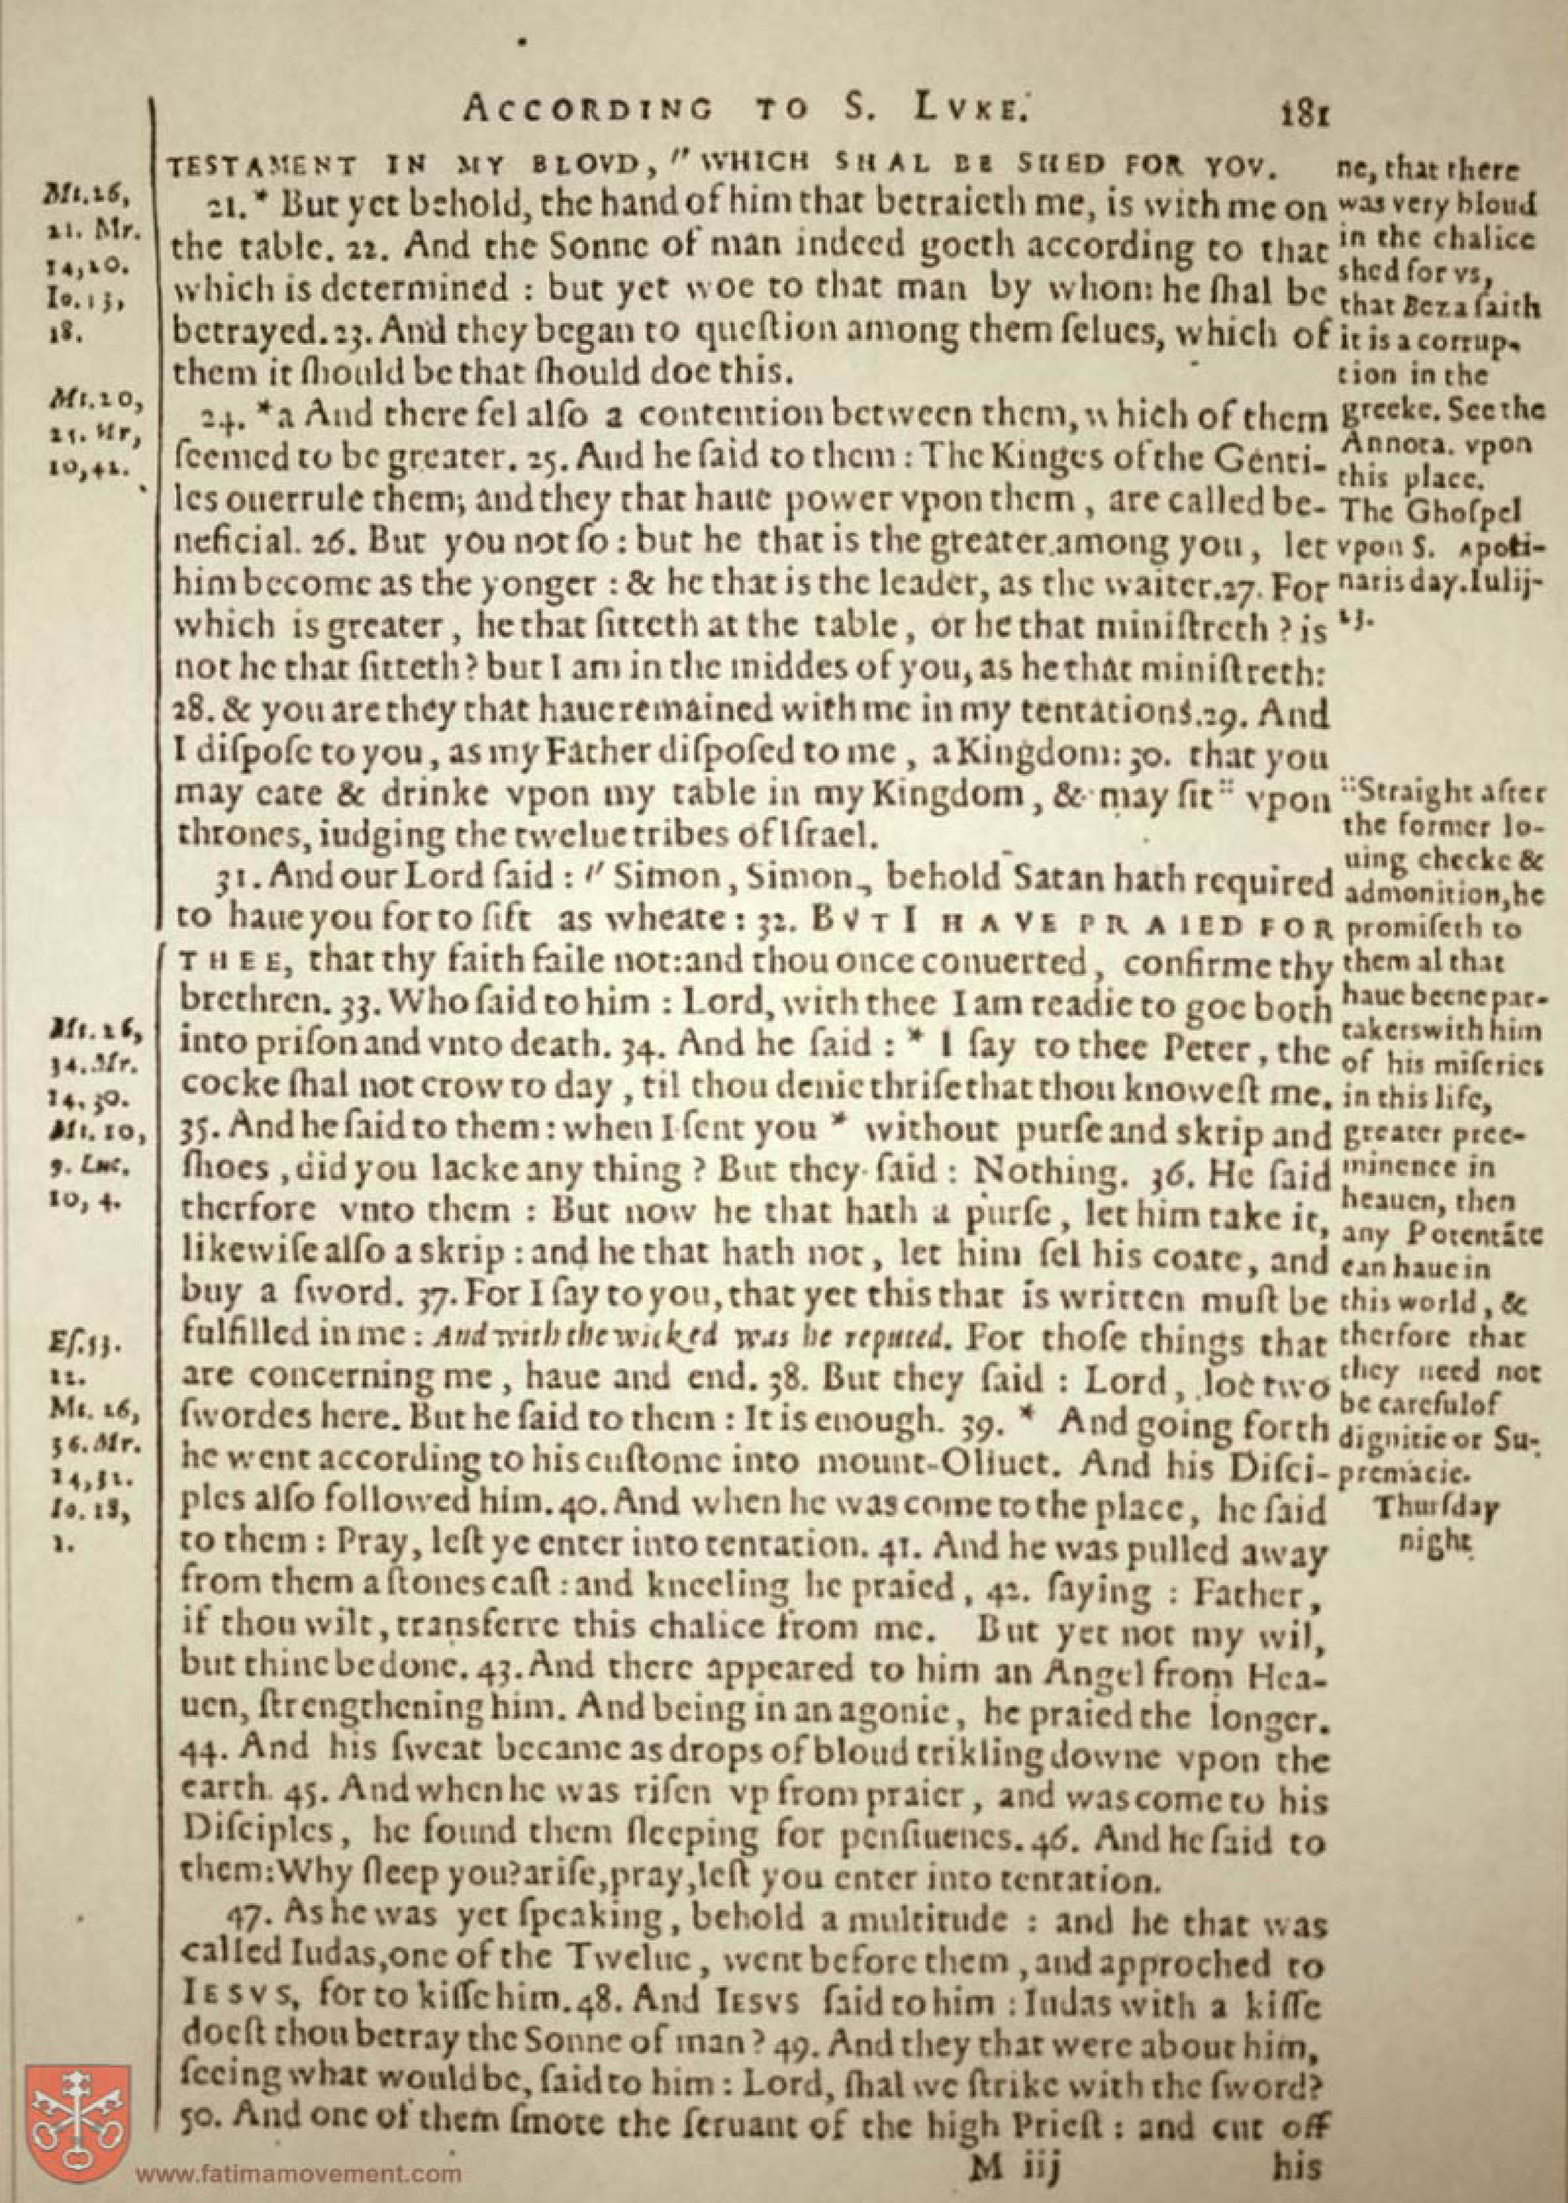 ACCORDING TO S. LVKE. 181
TESTAMENT IN MY BLOVD, " WHICH SHAL BE SHED FOR YOV.
21. * But yet behold, the hand of him that betraieth me, is with me on
the table. 22. And the Sonne of man indeed goeth according to that
which is determined : but yet woe to that man by whom he ſhal be
betrayed. 23. And they began to queſtion among them ſelues, which of
them it ſhould be that ſhould doe this.
24. *a And there fel alſo a contention between them, which of them
ſeemed to be greater. 25. And he ſaid to them : The Kinges of the Genti-
les ouerrule them; and they that haue power vpon them , are called be-
neficial. 26. But you not ſo : but he that is the greater among you , let
him become as the yonger : & he that is the leader, as the waiter. 27. For
which is greater , he that ſitteth at the table , or he that miniſtreth ? is
not he that ſitteth ? but I am in the middes of you, as he that miniſtreth:
28. & you are they that haue remained with me in my tentations. 29. And
I diſpoſe to you , as my Father diſpoſed to me , a Kingdom: 30. that you
may eate & drinke vpon my table in my Kingdom , & may ſit :: vpon
thrones, iudging the twelue tribes of Iſrael.
31. And our Lord ſaid : " Simon , Simon , behold Satan hath required
to haue you for to ſift as wheate : 32. BVT I HAVE PRAIED FOR
THEE, that thy faith faile not: and thou once conuerted , confirme thy
brethren. 33. Who ſaid to him : Lord, with thee I am readie to goe both
into priſon and vnto death. 34. And he ſaid : * I ſay to thee Peter , the
cocke ſhal not crow to day , til thou denie thriſe that thou knoweſt me.
35. And he ſaid to them : when I ſent you * without purſe and skrip and
ſhoes , did you lacke any thing ? But they ſaid : Nothing. 36. He ſaid
therfore vnto them : But now he that hath a purſe , let him take it,
likewiſe alſo a skrip : and he that hath not , let him ſel his coate , and
buy a ſword. 37. For I ſay to you, that yet this that is written muſt be
fulfilled in me : And with the wicked was he reputed. For thoſe things that
are concerning me , haue and end. 38. But they ſaid : Lord, loe two
ſwordes here. But he ſaid to them : It is enough. 39. * And going forth
he went according to his cuſtome into mount-Oliuet. And his Diſci-
ples alſo followed him. 40. And when he was come to the place , he ſaid
to them : Pray, leſt ye enter into tentation. 41. And he was pulled away
from them a ſtones caſt : and kneeling he praied , 42. ſaying : Father ,
if thou wilt , transferre this chalice from me. But yet not my wil,
but thine be done. 43. And there appeared to him an Angel from Hea-
uen, ſtrengthening him. And being in an agonie , he praied the longer.
44. And his ſweat became as drops of bloud trikling downe vpon the
earth. 45. And when he was riſen vp from praier , and was come to his
Diſciples , he found them ſleeping for penſiuenes. 46. And he ſaid to
them: Why ſleep you? ariſe, pray, leſt you enter into tentation.
47. As he was yet ſpeaking , behold a multitude : and he that was
called Iudas, one of the Twelue , went before them , and approched to
IESVS, for to kiſſe him. 48. And IESVS ſaid to him : Iudas with a kiſſe
doeſt thou betray the Sonne of man ? 49. And they that were about him,
ſeeing what would be, ſaid to him : Lord, ſhal we ſtrike with the ſword?
50. And one of them ſmote the ſeruant of the high Prieſt : and cut off
M iij his
Mt. 26,
21. Mr.
14, 20.
Io. 13,
18.
Mt. 20,
25. Mr,
10, 42.
Mt. 26,
34. Mr.
14. 30.
Mt. 10,
9. Luc.
10, 4.
Eſ. 53.
12.
Mt. 26,
36. Mr.
14, 32.
Io. 18,
1.
ne, that there
was very bloud
in the chalice
shed for vs,
that Beza ſaith
it is a corrup-
tion in the
greeke. See the
Annota. vpon
this place.
The Ghoſpel
vpon S. Apoli-
naris day. Iulij-
23.
:: Straight after
the former lo-
uing checke &
admonition, he
promiſeth to
them al that
haue beene par-
takers with him
of his miſeries
in this life,
greater pree-
minence in
heauen, then
any Potentate
can haue in
this world , &
therfore that
they need not
be careful of
dignitie or Su-
premacie.
Thurſday
night
www.fatimamovement.com